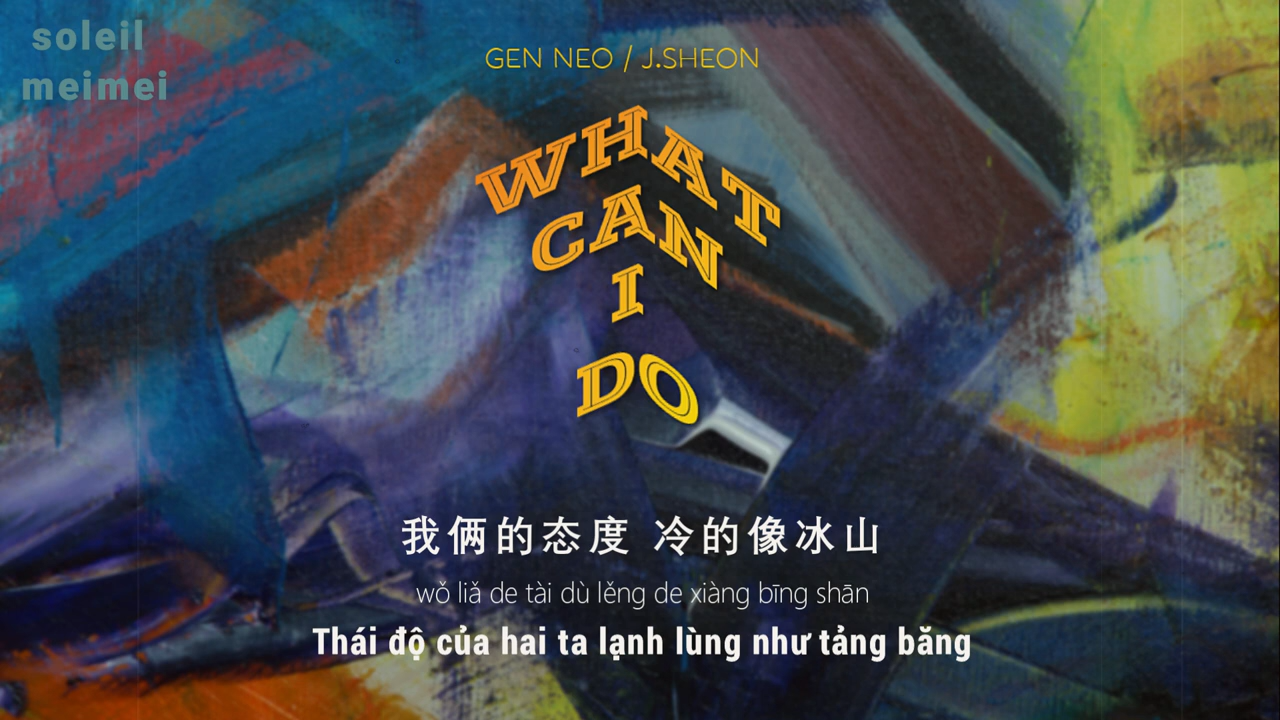 soleil
meimei
GEN NEO / J.SHEON
WHAT
CAN
I
DO
我俩的态度 冷的像冰山
wǒ liǎ de tài dù lěng de xiàng bīng shān
Thái độ của hai ta lạnh lùng như tảng băng